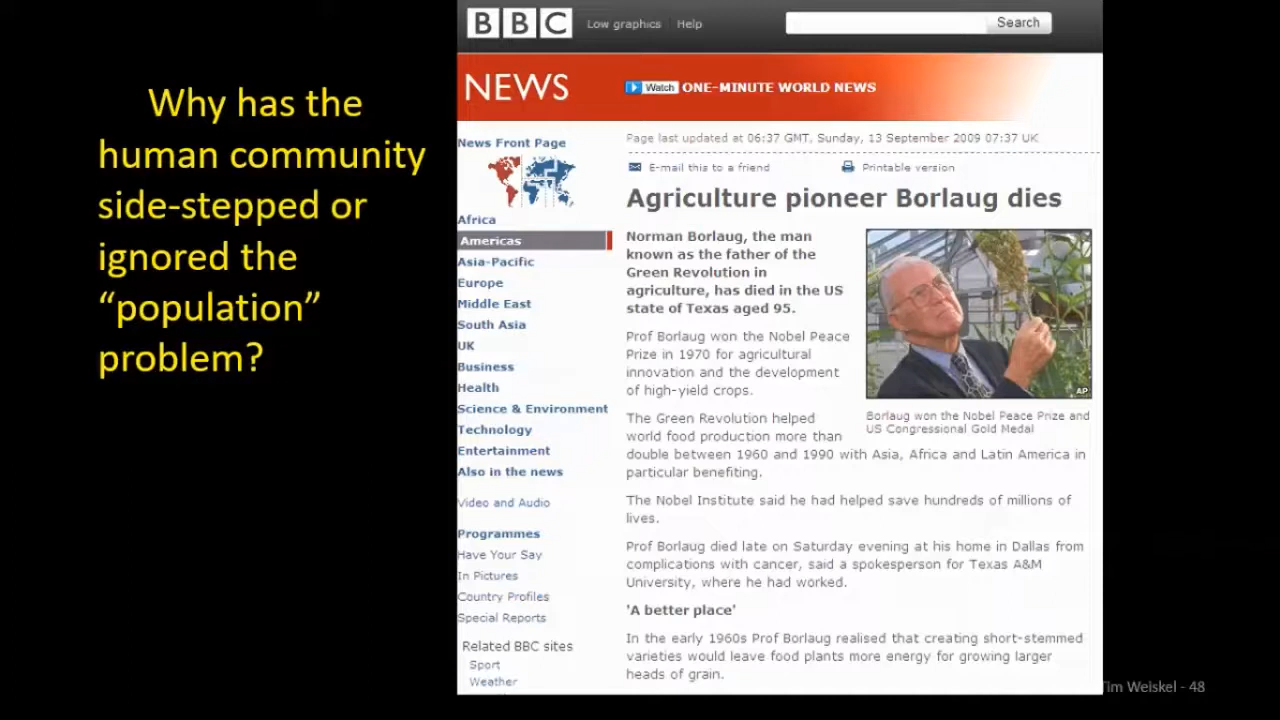 Why has the
human community
side-stepped or
ignored the
“population”
problem?
BBC
Low graphics
Help
Search
NEWS
Watch ONE-MINUTE WORLD NEWS
News Front Page
Africa
Americas
Asia-Pacific
Europe
Middle East
South Asia
UK
Business
Health
Science & Environment
Technology
Entertainment
Also in the news
Video and Audio
Programmes
Have Your Say
In Pictures
Country Profiles
Special Reports
Related BBC sites
Sport
Weather
Page last updated at 06:37 GMT, Sunday, 13 September 2009 07:37 UK
E-mail this to a friend
Printable version
Agriculture pioneer Borlaug dies
Norman Borlaug, the man
known as the father of the
Green Revolution in
agriculture, has died in the US
state of Texas aged 95.
Prof Borlaug won the Nobel Peace
Prize in 1970 for agricultural
innovation and the development
of high-yield crops.
AP
Borlaug won the Nobel Peace Prize and
US Congressional Gold Medal
The Green Revolution helped
world food production more than
double between 1960 and 1990 with Asia, Africa and Latin America in
particular benefiting.
The Nobel Institute said he had helped save hundreds of millions of
lives.
Prof Borlaug died late on Saturday evening at his home in Dallas from
complications with cancer, said a spokesperson for Texas A&M
University, where he had worked.
'A better place'
In the early 1960s Prof Borlaug realised that creating short-stemmed
varieties would leave food plants more energy for growing larger
heads of grain.
Tim Weiskel - 48